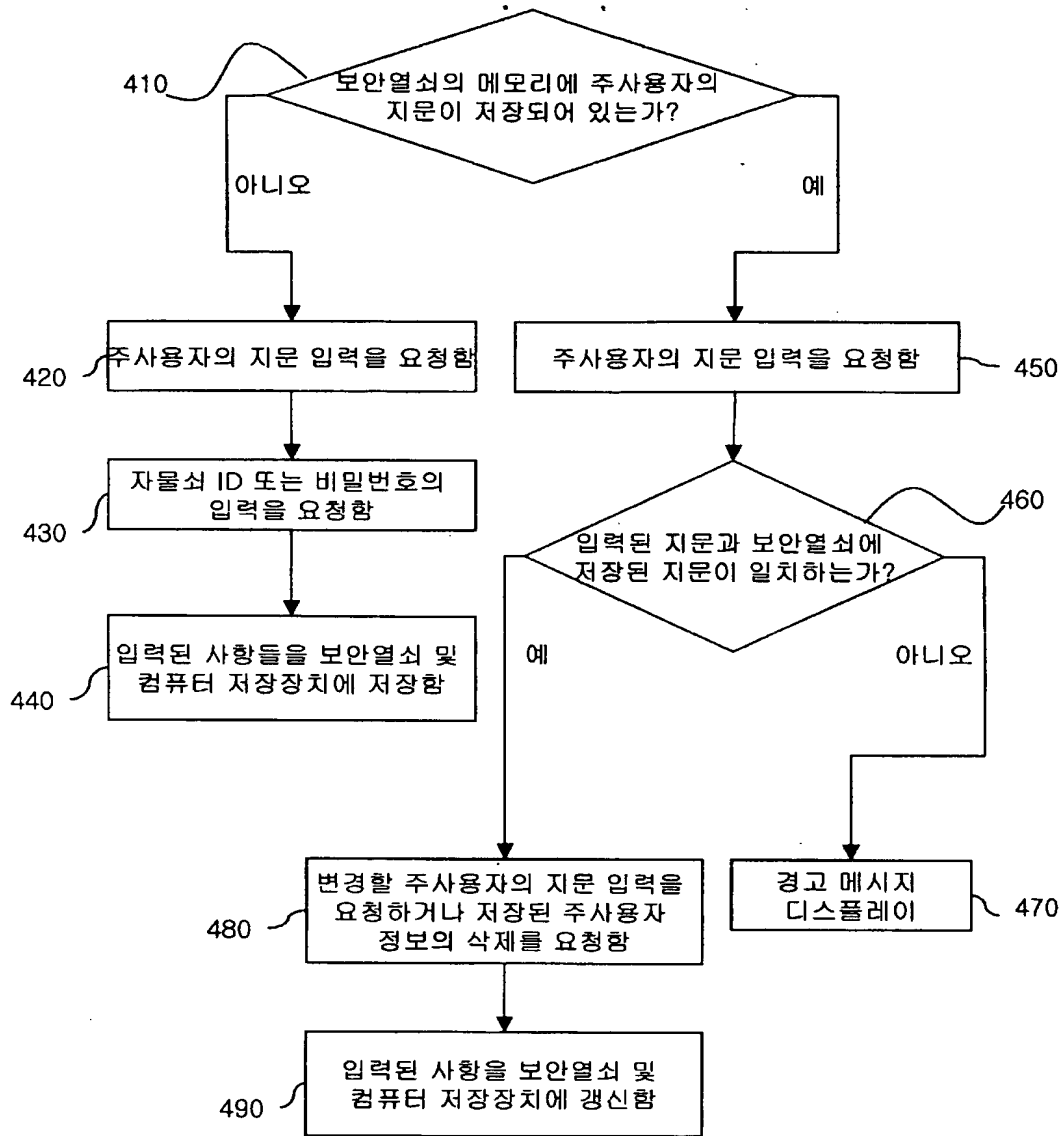 410
보안열쇠의 메모리에 주사용자의
지문이 저장되어 있는가?
아니오
예
420
주사용자의 지문 입력을 요청함
주사용자의 지문 입력을 요청함
450
430
자물쇠 ID 또는 비밀번호의
입력을 요청함
460
입력된 지문과 보안열쇠에
저장된 지문이 일치하는가?
440
입력된 사항들을 보안열쇠 및
컴퓨터 저장장치에 저장함
예
아니오
480
변경할 주사용자의 지문 입력을
요청하거나 저장된 주사용자
정보의 삭제를 요청함
경고 메시지
디스플레이
470
490
입력된 사항을 보안열쇠 및
컴퓨터 저장장치에 갱신함